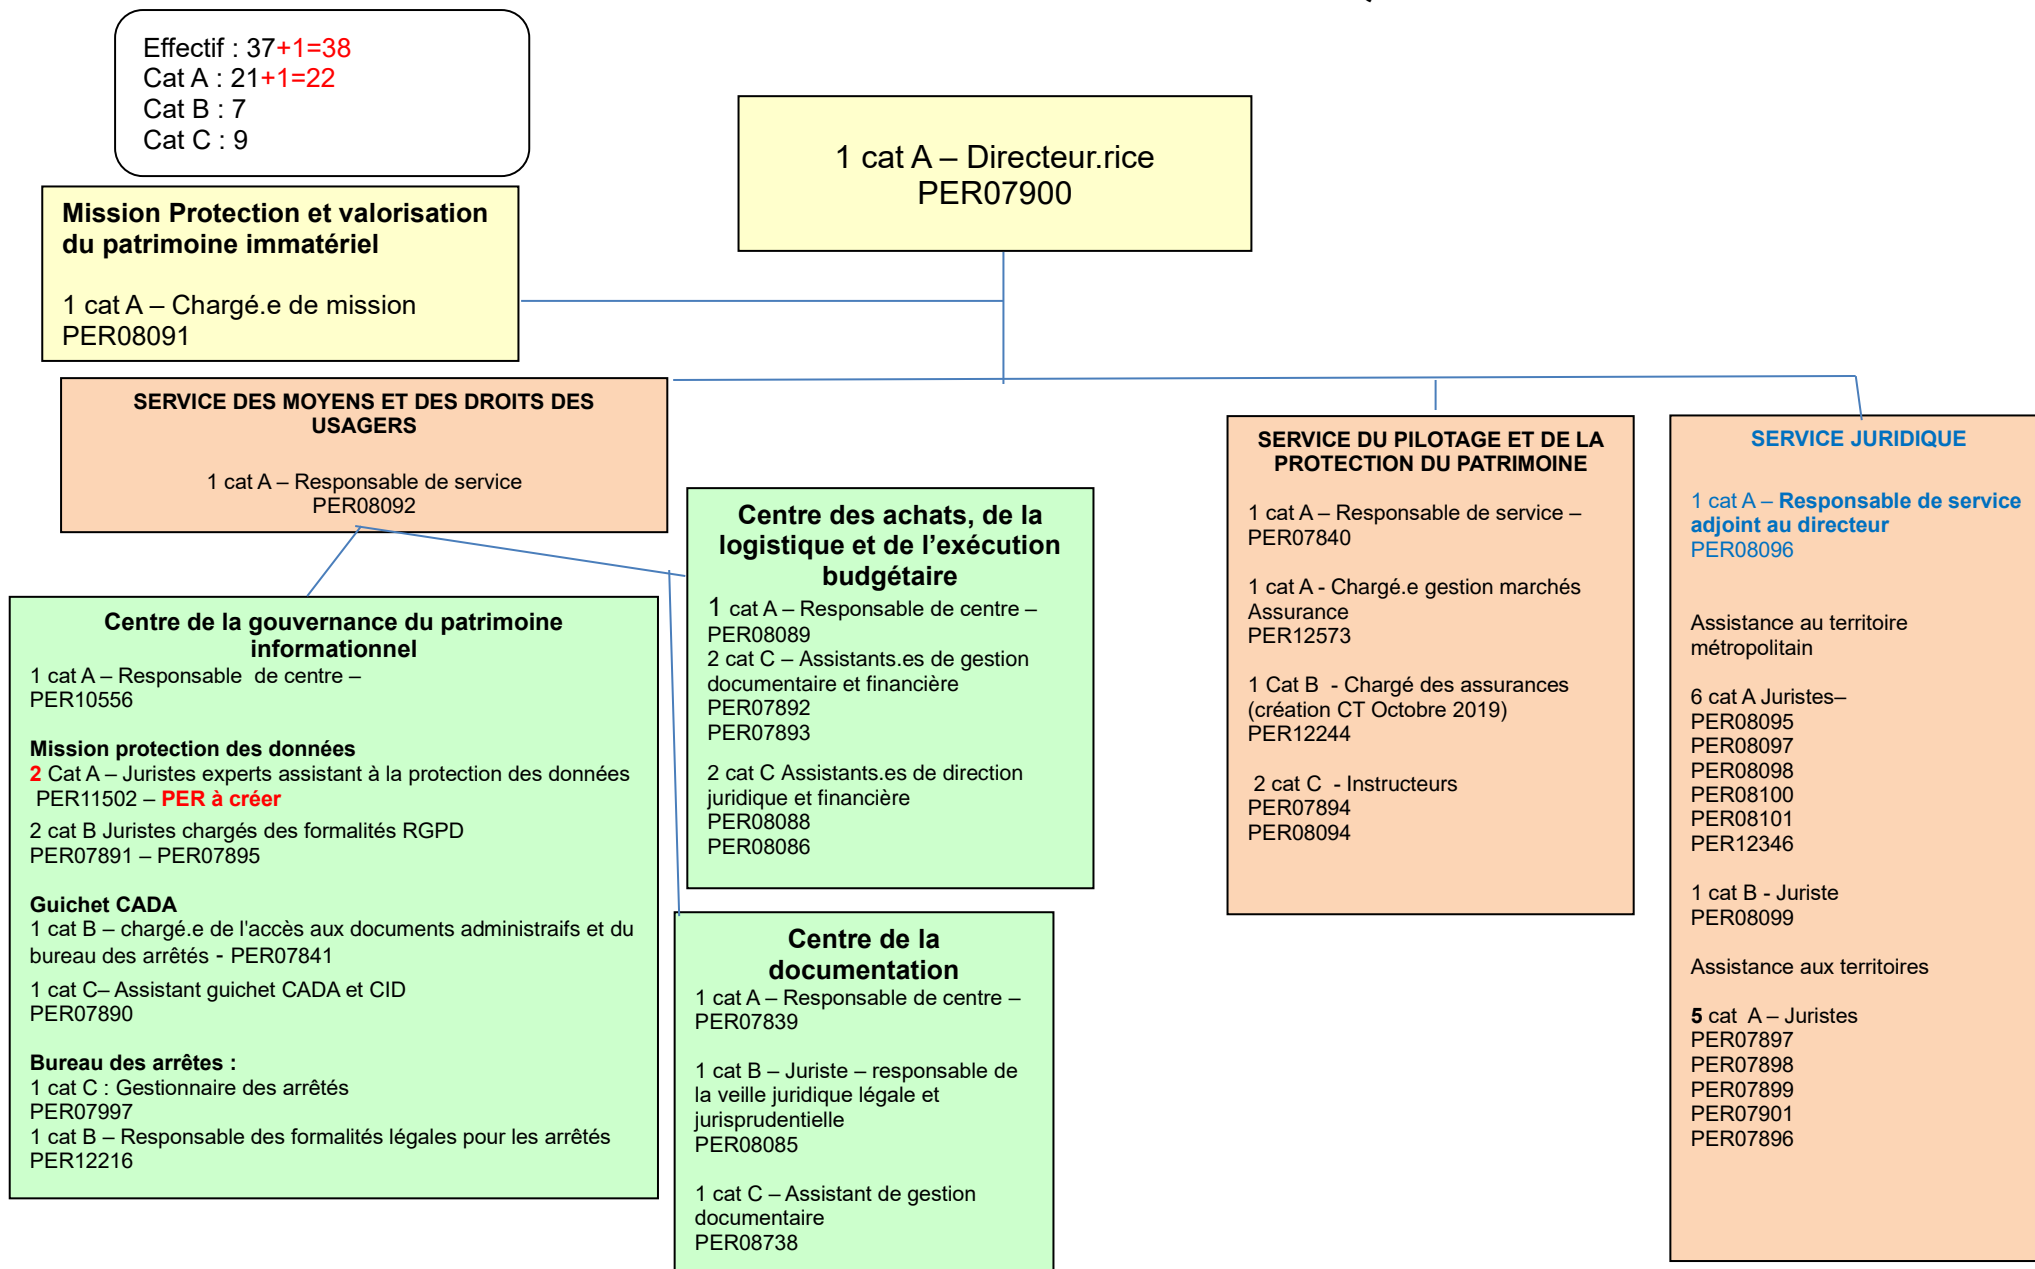 Effectif : 37+1=38
Cat A : 21+1=22
Cat B : 7
Cat C : 9
1 cat A – Directeur.rice
PER07900
Mission Protection et valorisation
du patrimoine immatériel
1 cat A – Chargé.e de mission
PER08091
SERVICE DES MOYENS ET DES DROITS DES
USAGERS
1 cat A – Responsable de service
PER08092
Centre de la gouvernance du patrimoine
informationnel
1 cat A – Responsable  de centre –
PER10556
Mission protection des données
2 Cat A – Juristes experts assistant à la protection des données
PER11502 – PER à créer
2 cat B Juristes chargés des formalités RGPD
PER07891 – PER07895
Guichet CADA
1 cat B – chargé.e de l'accès aux documents administraifs et du
bureau des arrêtés - PER07841
1 cat C– Assistant guichet CADA et CID
PER07890
Bureau des arrêtes :
1 cat C : Gestionnaire des arrêtés
PER07997
1 cat B – Responsable des formalités légales pour les arrêtés
PER12216
Centre des achats, de la
logistique et de l'exécution
budgétaire
1 cat A – Responsable de centre –
PER08089
2 cat C – Assistants.es de gestion
documentaire et financière
PER07892
PER07893
2 cat C Assistants.es de direction
juridique et financière
PER08088
PER08086
Centre de la
documentation
1 cat A – Responsable de centre –
PER07839
1 cat B – Juriste – responsable de
la veille juridique légale et
jurisprudentielle
PER08085
1 cat C – Assistant de gestion
documentaire
PER08738
SERVICE DU PILOTAGE ET DE LA
PROTECTION DU PATRIMOINE
1 cat A – Responsable de service –
PER07840
1 cat A - Chargé.e gestion marchés
Assurance
PER12573
1 Cat B  - Chargé des assurances
(création CT Octobre 2019)
PER12244
2 cat C  - Instructeurs
PER07894
PER08094
SERVICE JURIDIQUE
1 cat A – Responsable de service
adjoint au directeur
PER08096
Assistance au territoire
métropolitain
6 cat A Juristes–
PER08095
PER08097
PER08098
PER08100
PER08101
PER12346
1 cat B - Juriste
PER08099
Assistance aux territoires
5 cat  A – Juristes
PER07897
PER07898
PER07899
PER07901
PER07896